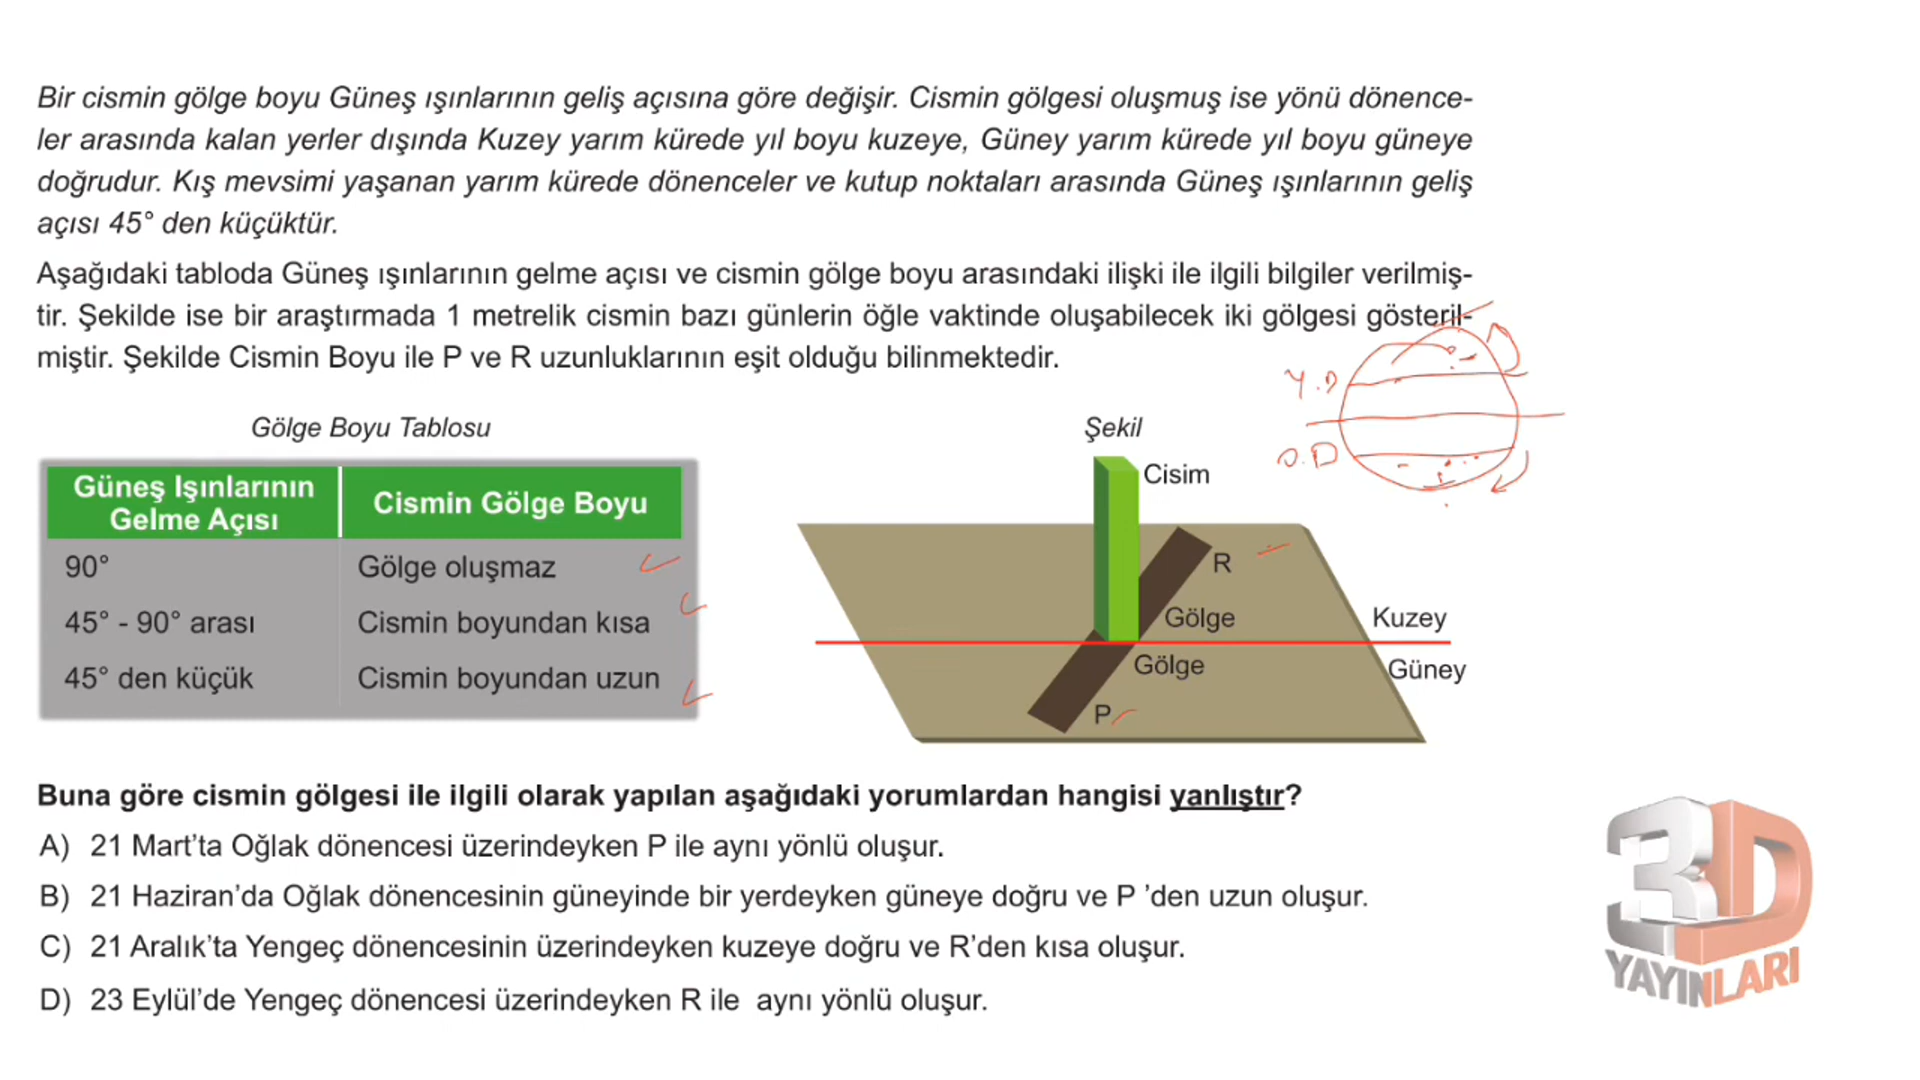 Bir cismin gölge boyu Güneş ışınlarının geliş açısına göre değişir. Cismin gölgesi oluşmuş ise yönü dönence-
ler arasında kalan yerler dışında Kuzey yarım kürede yıl boyu kuzeye, Güney yarım kürede yıl boyu güneye
doğrudur. Kış mevsimi yaşanan yarım kürede dönenceler ve kutup noktaları arasında Güneş ışınlarının geliş
açısı 45° den küçüktür.
Aşağıdaki tabloda Güneş ışınlarının gelme açısı ve cismin gölge boyu arasındaki ilişki ile ilgili bilgiler verilmiş-
tir. Şekilde ise bir araştırmada 1 metrelik cismin bazı günlerin öğle vaktinde oluşabilecek iki gölgesi gösteril-
miştir. Şekilde Cismin Boyu ile P ve R uzunluklarının eşit olduğu bilinmektedir.
Y.D
O.D
Gölge Boyu Tablosu
Güneş Işınlarının
Gelme Açısı
Cismin Gölge Boyu
90°
Gölge oluşmaz
45° - 90° arası
Cismin boyundan kısa
45° den küçük
Cismin boyundan uzun
Şekil
Cisim
R
Gölge
Kuzey
Gölge
Güney
P
Buna göre cismin gölgesi ile ilgili olarak yapılan aşağıdaki yorumlardan hangisi yanlıştır?
A) 21 Mart'ta Oğlak dönencesi üzerindeyken P ile aynı yönlü oluşur.
B) 21 Haziran'da Oğlak dönencesinin güneyinde bir yerdeyken güneye doğru ve P 'den uzun oluşur.
C) 21 Aralık'ta Yengeç dönencesinin üzerindeyken kuzeye doğru ve R'den kısa oluşur.
D) 23 Eylül'de Yengeç dönencesi üzerindeyken R ile aynı yönlü oluşur.
3D
YAYINLARI